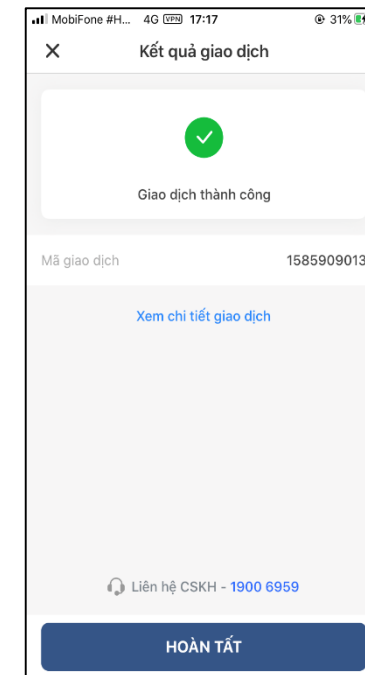 MobiFone #H... 4G VPN 17:17 31%
Kết quả giao dịch
Giao dịch thành công
Mã giao dịch 1585909013
Xem chi tiết giao dịch
Liên hệ CSKH - 1900 6959
HOÀN TẤT